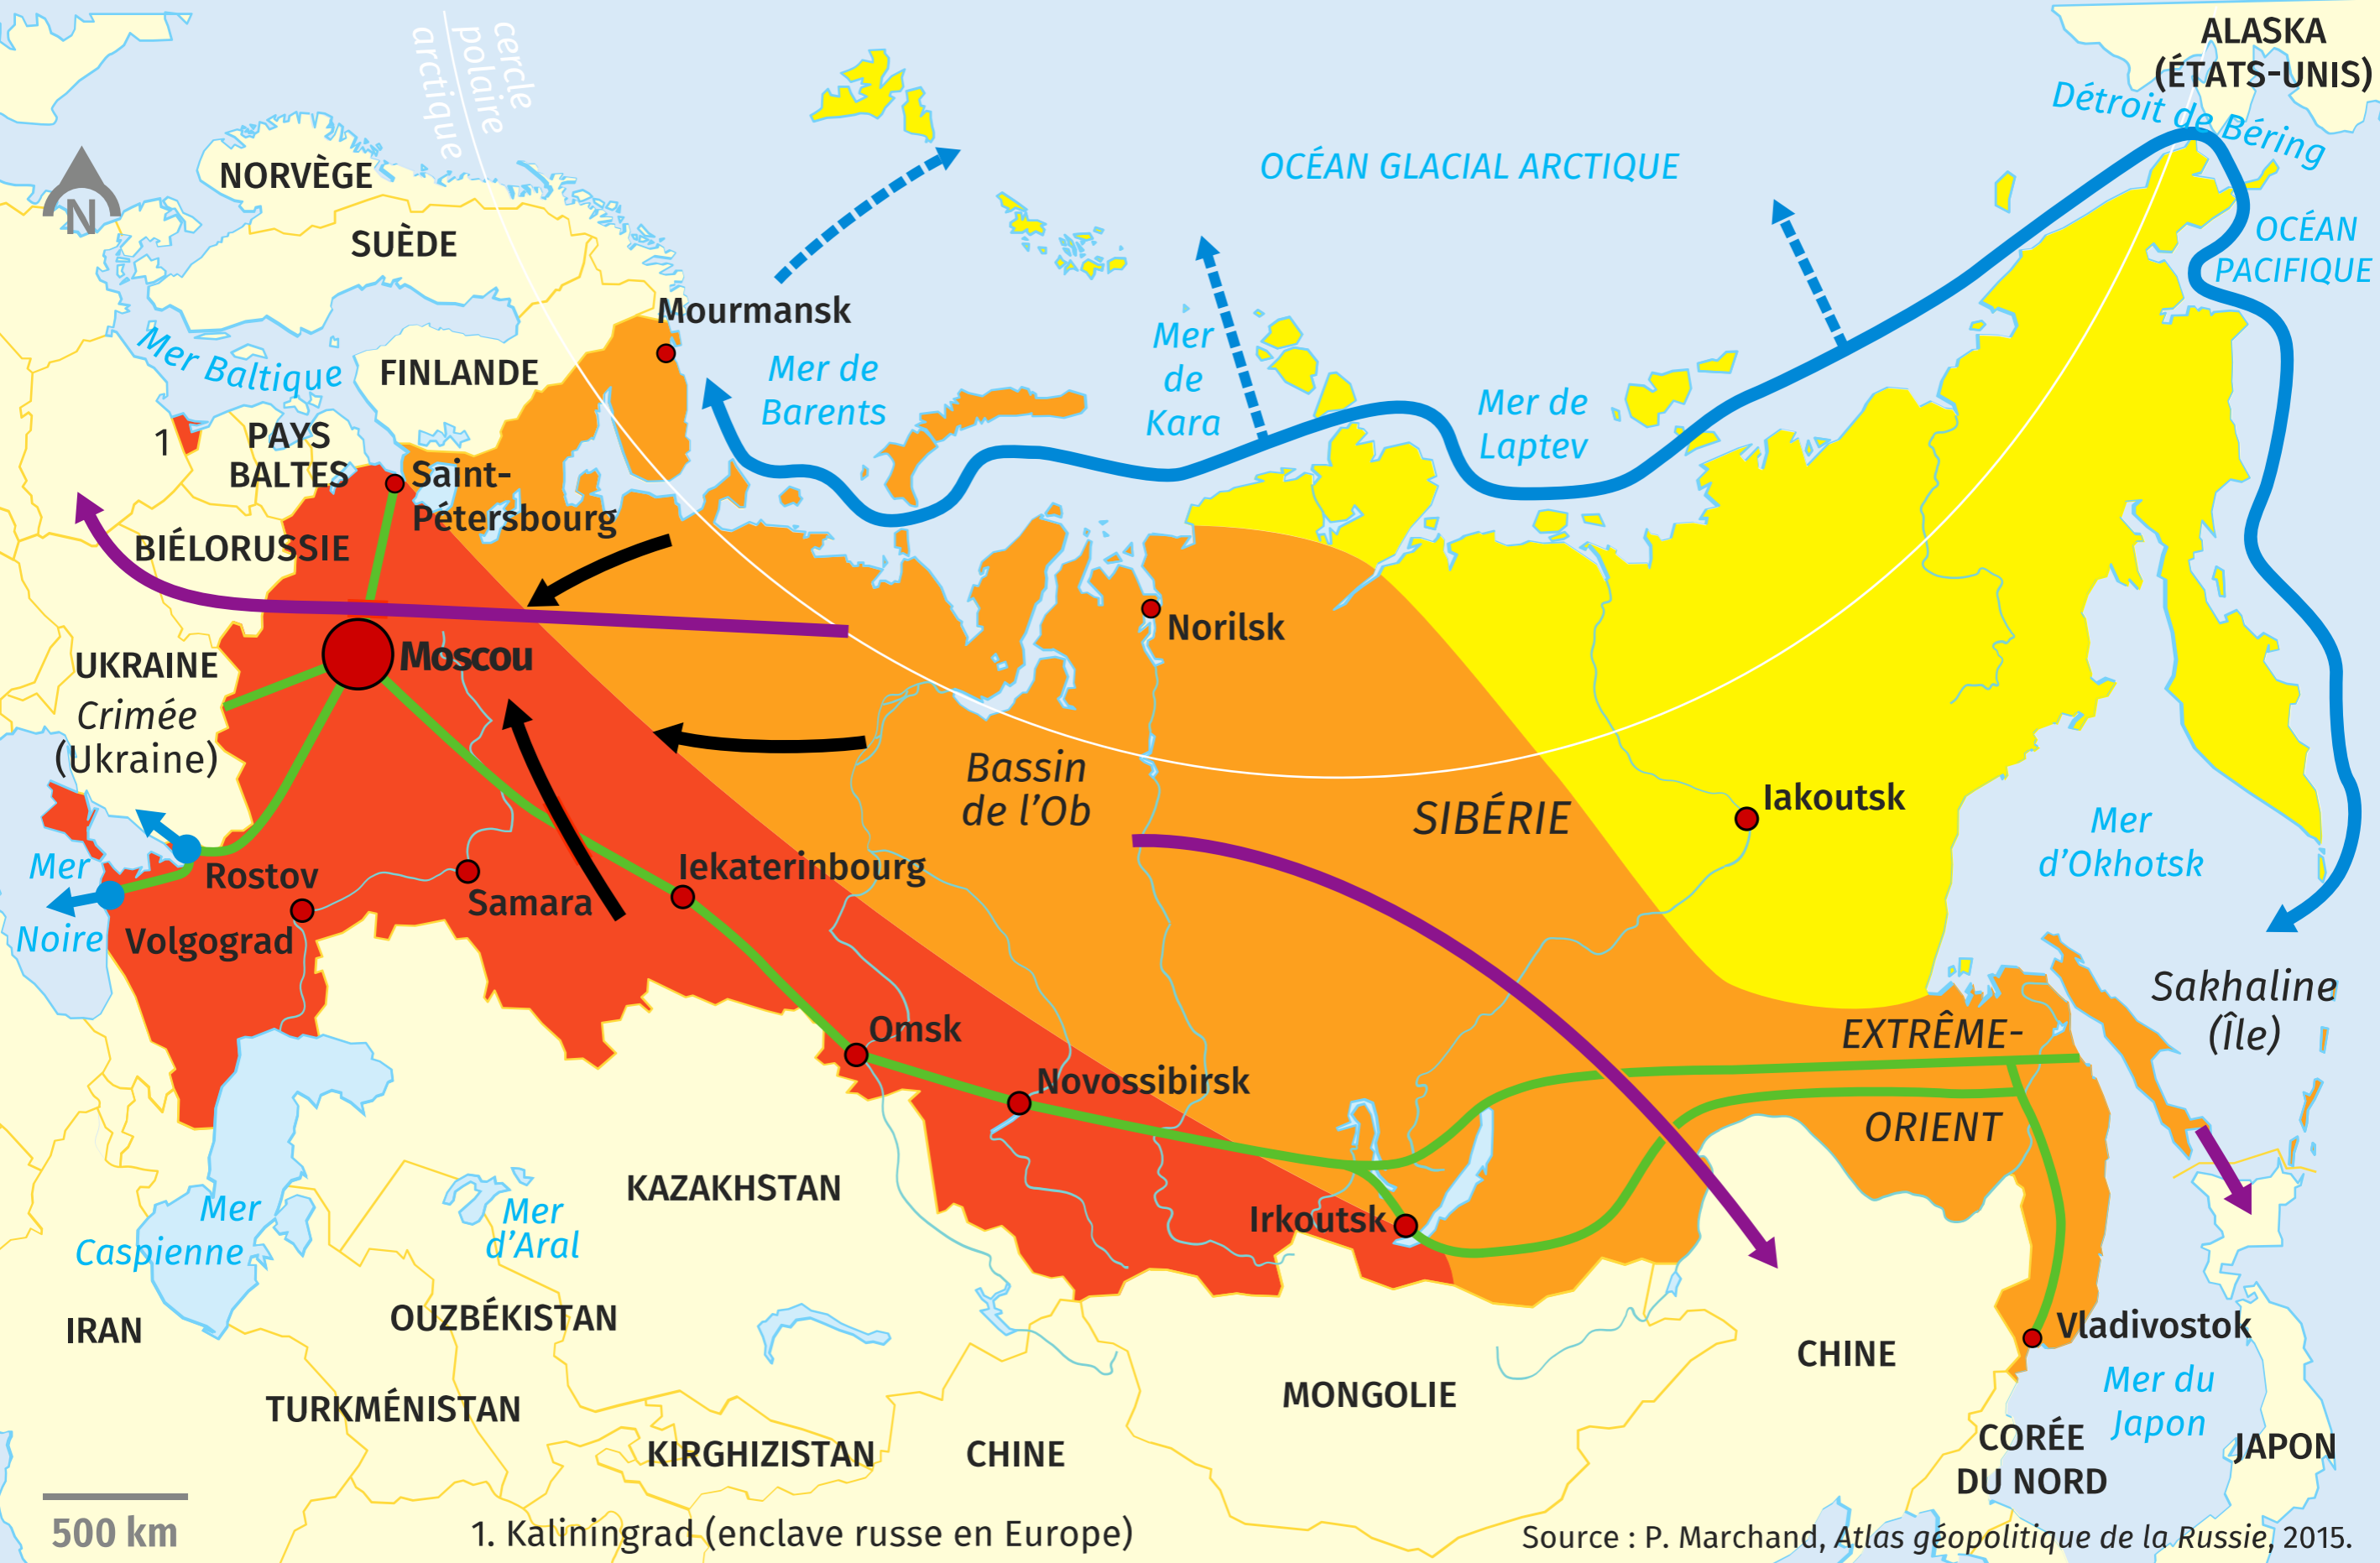 cercle
polaire
arctique
ALASKA
(ÉTATS-UNIS)
Détroit de Béring
OCÉAN GLACIAL ARCTIQUE
OCÉAN
PACIFIQUE
N
NORVÈGE
SUÈDE
FINLANDE
Mer Baltique
Mourmansk
Mer de
Barents
Mer
de
Kara
Mer de
Laptev
1
PAYS
BALTES
Saint-
Pétersbourg
BIÉLORUSSIE
Norilsk
UKRAINE
Crimée
(Ukraine)
Moscou
Bassin
de l'Ob
SIBÉRIE
Iakoutsk
Mer
d'Okhotsk
Mer
Noire
Rostov
Volgograd
Samara
Iekaterinbourg
Omsk
Novossibirsk
EXTRÊME-
ORIENT
Sakhaline
(Île)
Irkoutsk
KAZAKHSTAN
Mer
Caspienne
Mer
d'Aral
IRAN
OUZBÉKISTAN
TURKMÉNISTAN
KIRGHIZISTAN
CHINE
MONGOLIE
CHINE
Vladivostok
Mer du
Japon
CORÉE
DU NORD
JAPON
500 km
1. Kaliningrad (enclave russe en Europe)
Source : P. Marchand, Atlas géopolitique de la Russie, 2015.